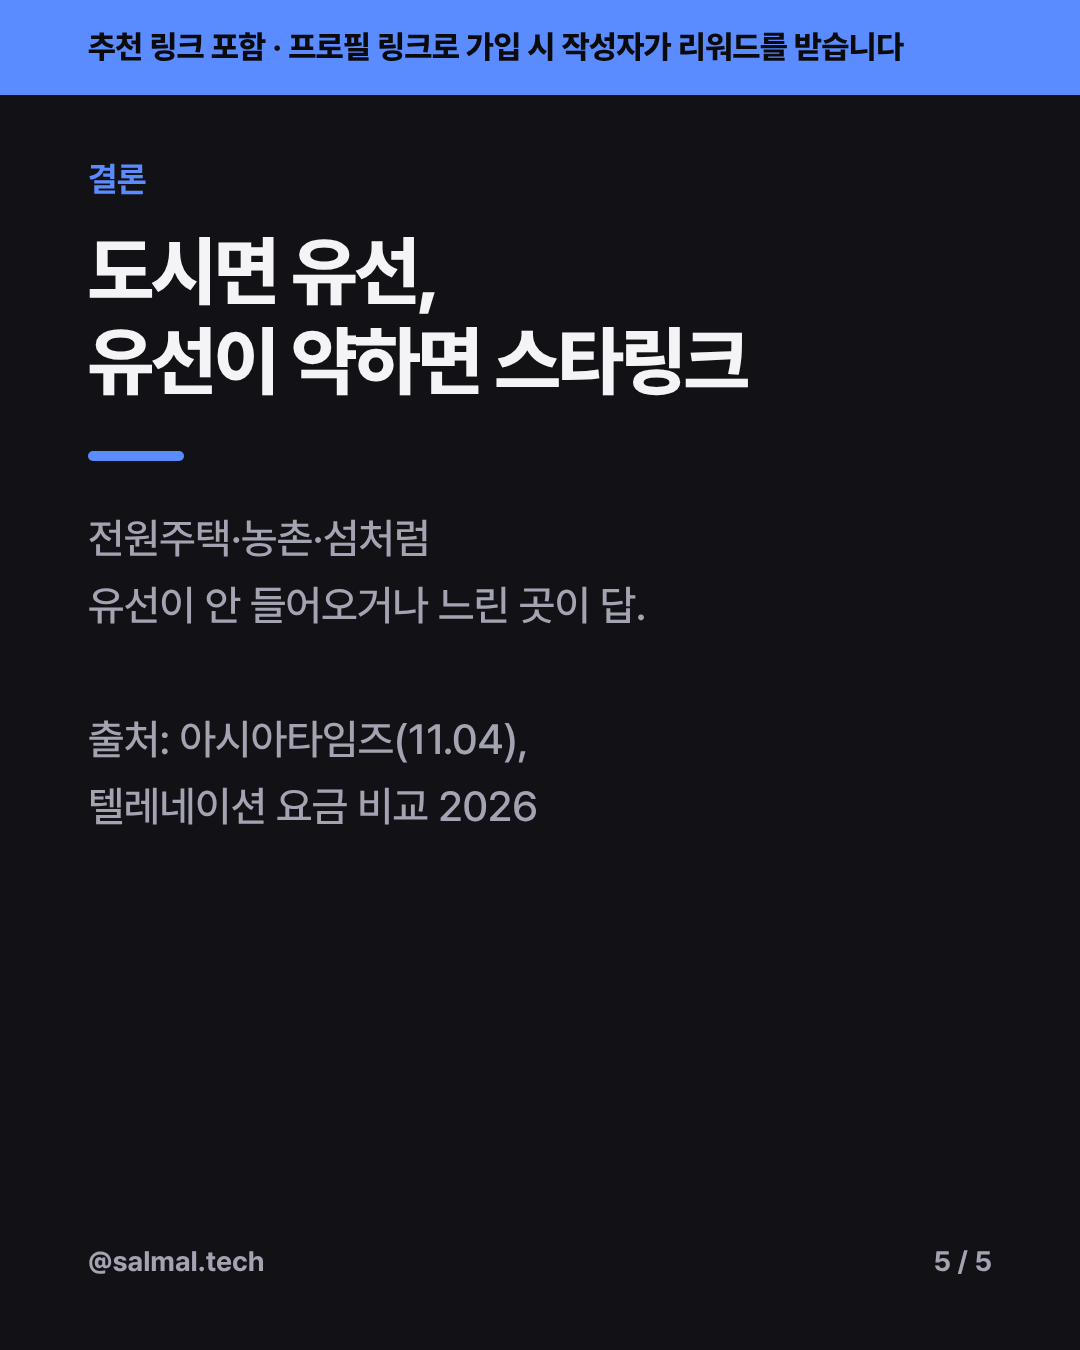 추천 링크 포함 · 프로필 링크로 가입 시 작성자가 리워드를 받습니다
결론
도시면 유선,
유선이 약하면 스타링크
전원주택·농촌·섬처럼
유선이 안 들어오거나 느린 곳이 답.
출처: 아시아타임즈(11.04),
텔레네이션 요금 비교 2026
@salmal.tech
5 / 5